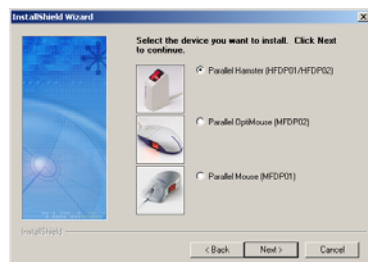 InstallShield Wizard
Select the device you want to install. Click Next
to continue.
Parallel Hamster (HFDP01/HFDP02)
Parallel OptiMouse (MFDP02)
Parallel Mouse (MFDP01)
InstallShield
< Back
Next >
Cancel